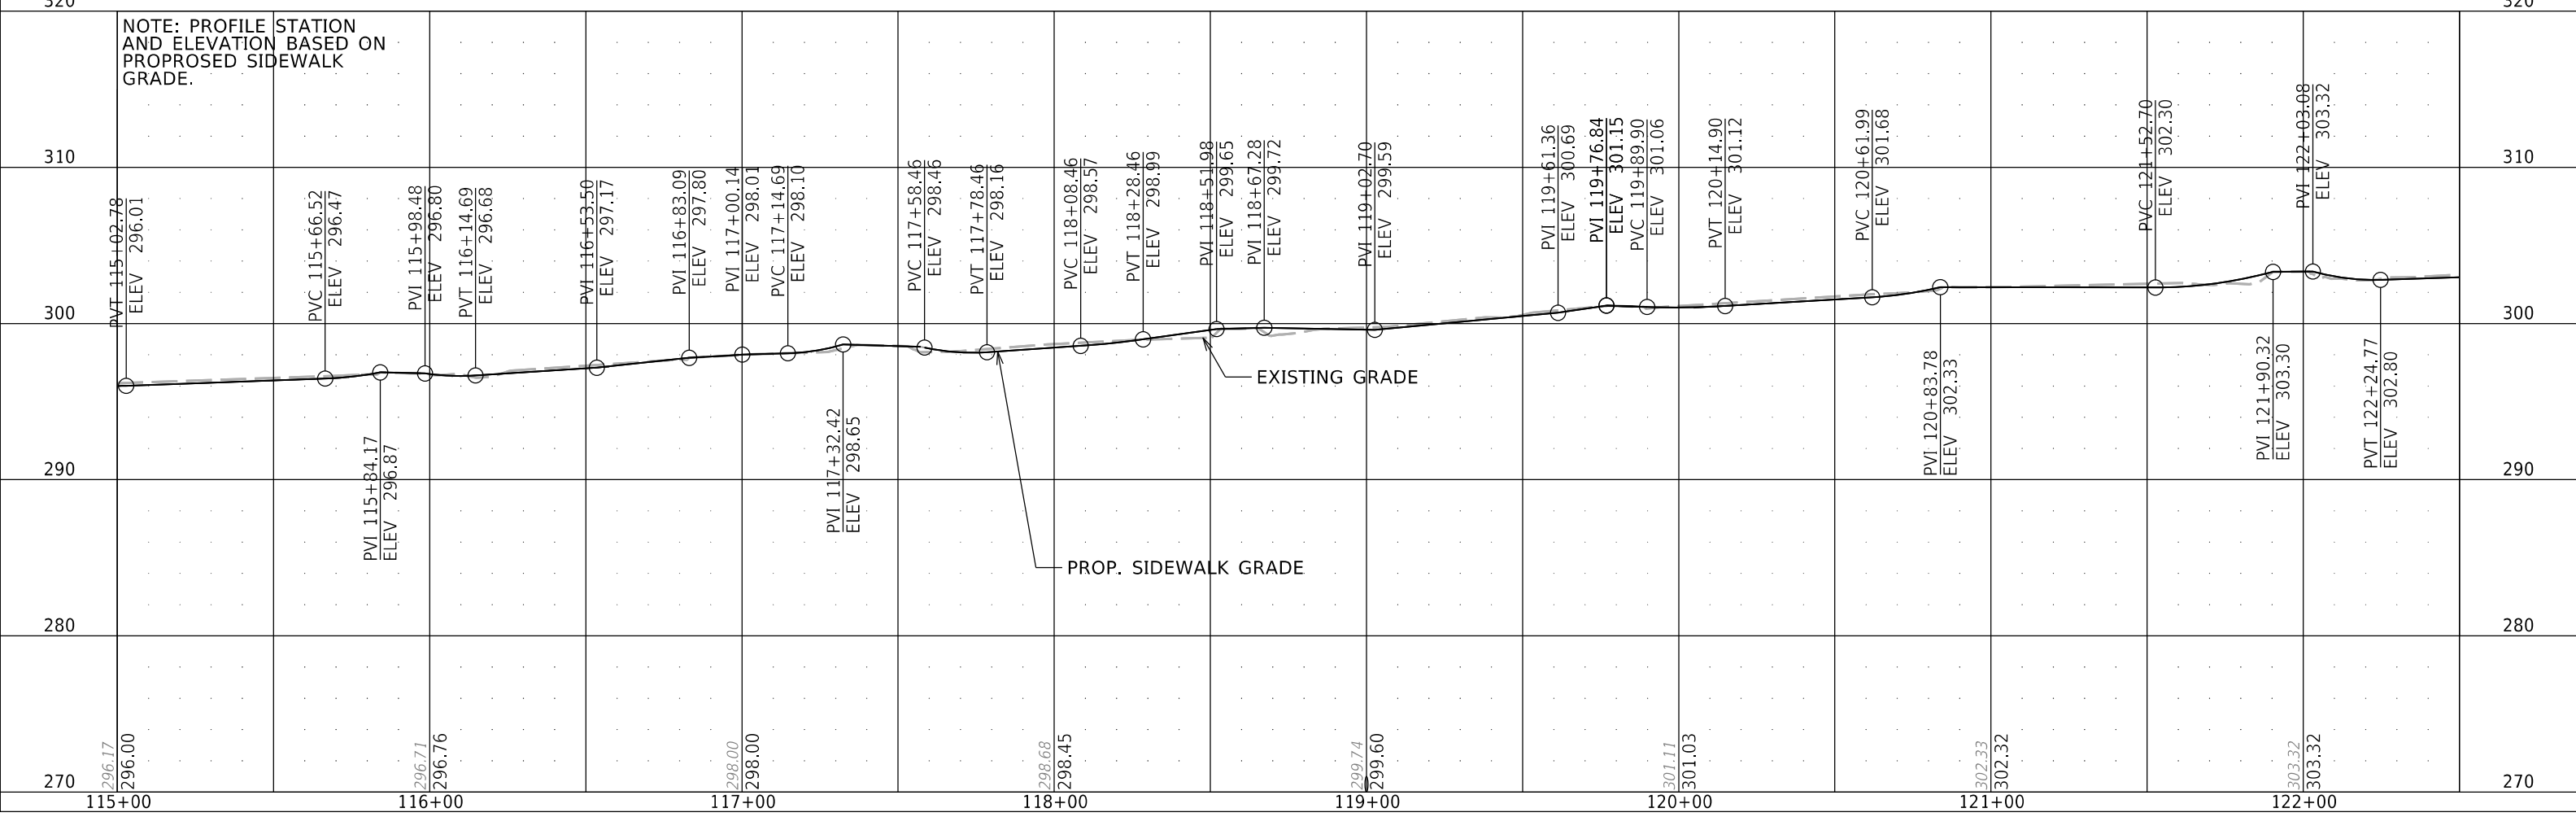 320
320
NOTE: PROFILE STATION
AND ELEVATION BASED ON
PROPROSED SIDEWALK
GRADE.
310
310
300
300
290
290
280
280
270
270
PVT 115+02.78
ELEV 296.01
PVC 115+66.52
ELEV 296.47
PVI 115+84.17
ELEV 296.87
PVI 115+98.48
ELEV 296.80
PVT 116+14.69
ELEV 296.68
PVI 116+53.50
ELEV 297.17
PVI 116+83.09
ELEV 297.80
PVI 117+00.14
ELEV 298.01
PVC 117+14.69
ELEV 298.10
PVI 117+32.42
ELEV 298.65
PVC 117+58.46
ELEV 298.46
PVT 117+78.46
ELEV 298.16
PVC 118+08.46
ELEV 298.57
PVT 118+28.46
ELEV 298.99
PVI 118+51.98
ELEV 299.65
PVI 118+67.28
ELEV 299.72
PVI 119+02.70
ELEV 299.59
PVI 119+61.36
ELEV 300.69
PVI 119+76.84
ELEV 301.15
PVC 119+89.90
ELEV 301.06
PVT 120+14.90
ELEV 301.12
PVC 120+61.99
ELEV 301.68
PVI 120+83.78
ELEV 302.33
PVC 121+52.70
ELEV 302.30
PVI 121+90.32
ELEV 303.30
PVI 122+03.08
ELEV 303.32
PVT 122+24.77
ELEV 302.80
EXISTING GRADE
PROP. SIDEWALK GRADE
296.17
296.00
296.71
296.76
298.00
298.00
298.68
298.45
299.74
299.60
301.11
301.03
302.33
302.32
303.32
303.32
115+00
116+00
117+00
118+00
119+00
120+00
121+00
122+00